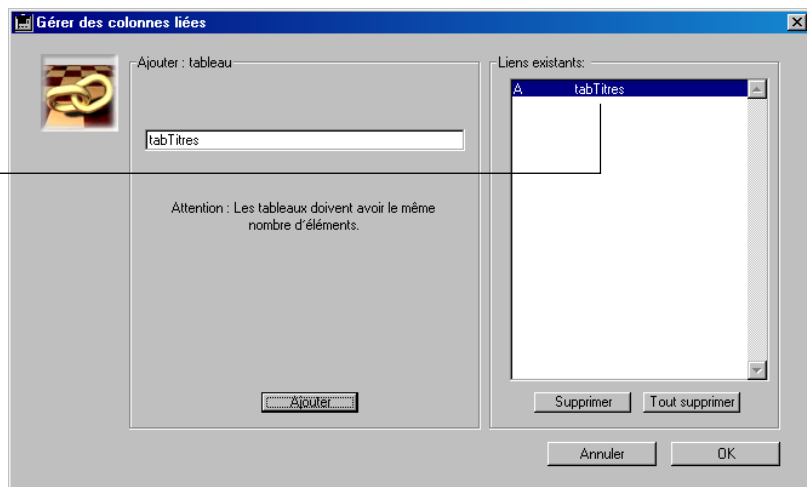 Gérer des colonnes liées
Ajouter : tableau
tabTitres
Attention : Les tableaux doivent avoir le même
nombre d'éléments.
Ajouter
Liens existants:
A tabTitres
Supprimer Tout supprimer
Annuler OK